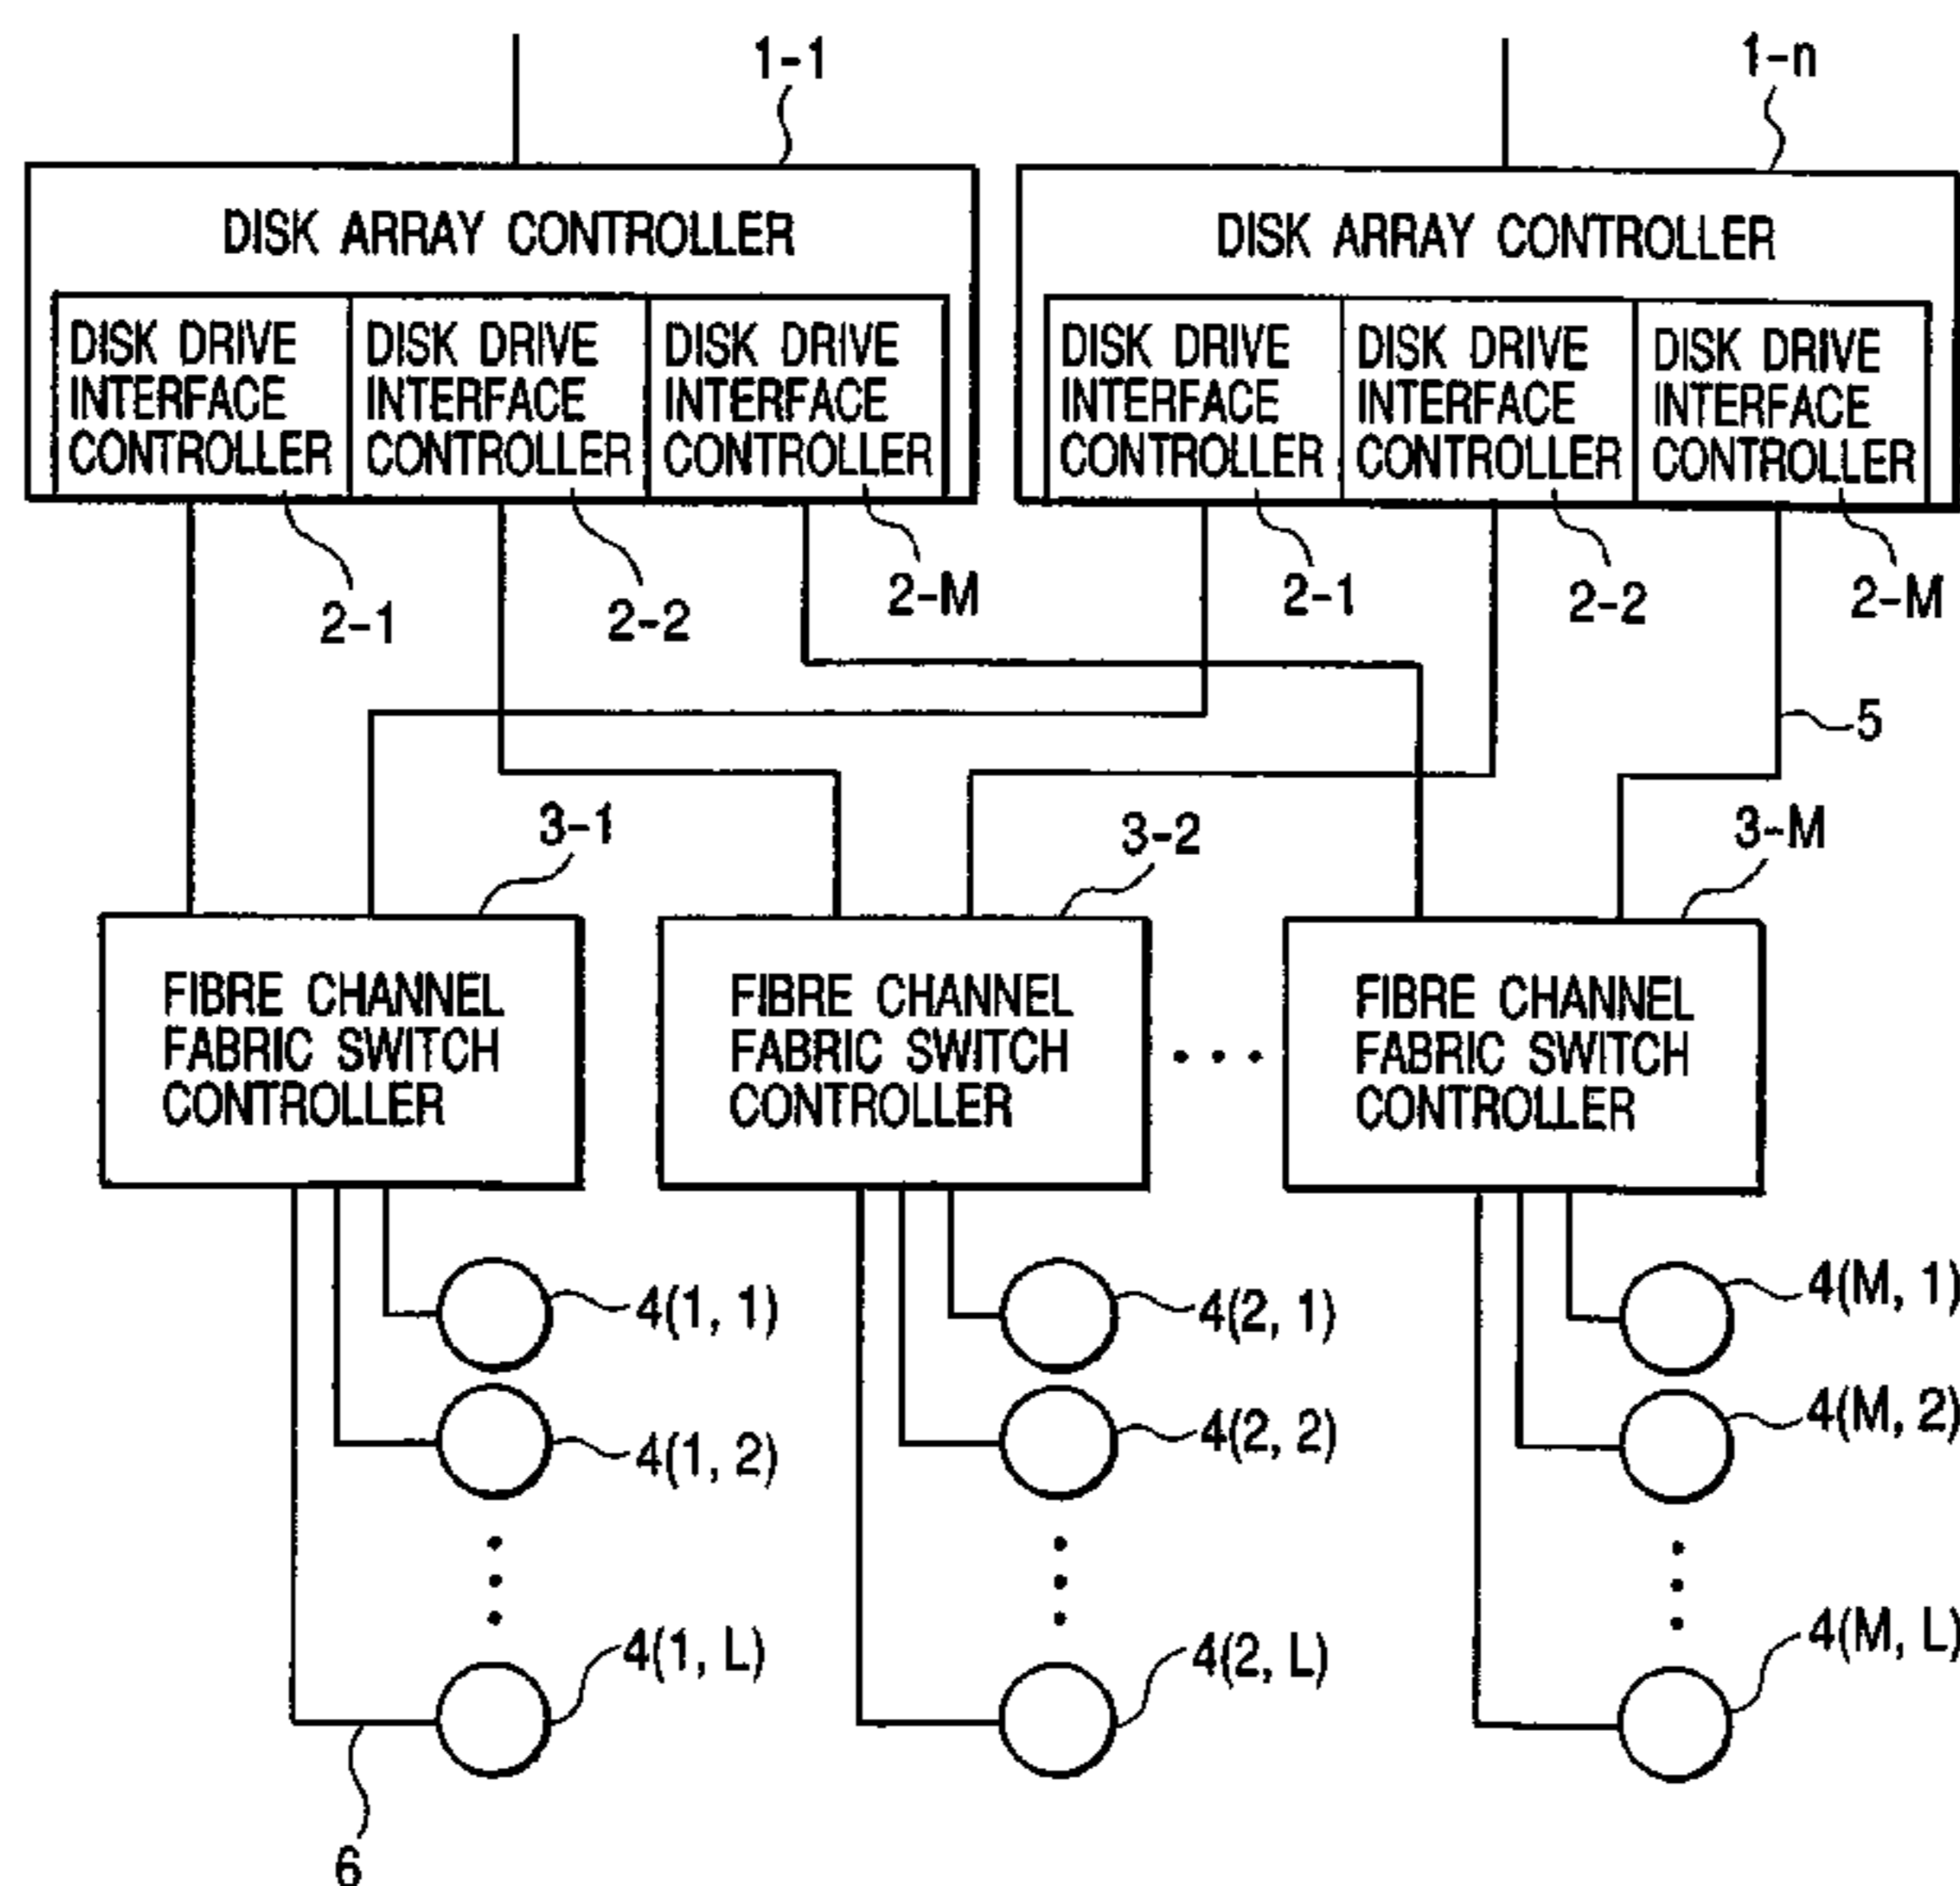 1-1
1-n
DISK ARRAY CONTROLLER
DISK ARRAY CONTROLLER
DISK DRIVE
INTERFACE
CONTROLLER
DISK DRIVE
INTERFACE
CONTROLLER
DISK DRIVE
INTERFACE
CONTROLLER
DISK DRIVE
INTERFACE
CONTROLLER
DISK DRIVE
INTERFACE
CONTROLLER
DISK DRIVE
INTERFACE
CONTROLLER
2-1
2-2
2-M
2-1
2-2
2-M
5
3-1
3-2
3-M
FIBRE CHANNEL
FABRIC SWITCH
CONTROLLER
FIBRE CHANNEL
FABRIC SWITCH
CONTROLLER
. . .
FIBRE CHANNEL
FABRIC SWITCH
CONTROLLER
4(1, 1)
4(2, 1)
4(M, 1)
4(1, 2)
4(2, 2)
4(M, 2)
4(1, L)
4(2, L)
4(M, L)
6